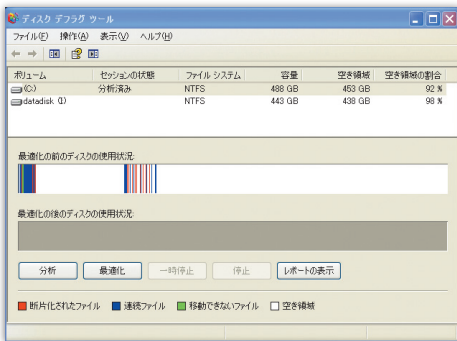 ディスク デフラグ ツール
ファイル(F) 操作(A) 表示(V) ヘルプ(H)
ボリューム セッションの状態 ファイル システム 容量 空き領域 空き領域の割合
(C:) 分析済み NTFS 488 GB 453 GB 92 %
datadisk (I:) NTFS 443 GB 438 GB 98 %
最適化の前のディスクの使用状況:
最適化の後のディスクの使用状況:
分析 最適化 一時停止 停止 レポートの表示
断片化されたファイル 連続ファイル 移動できないファイル 空き領域